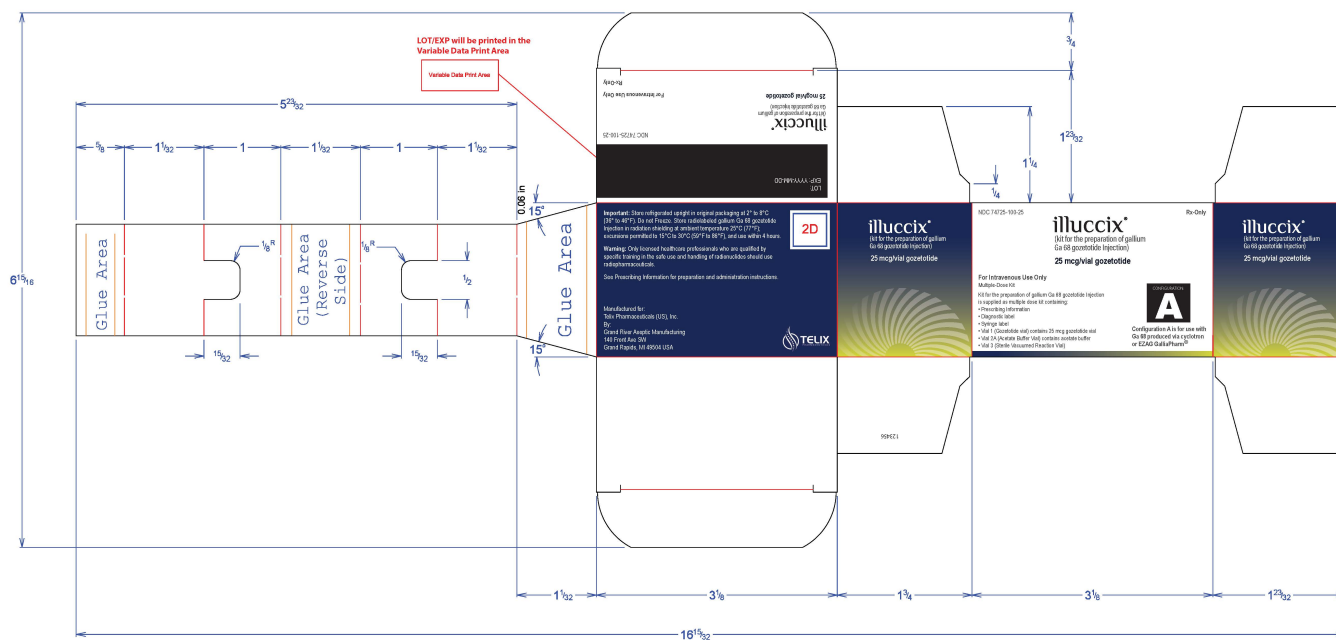 LOT/EXP will be printed in the
Variable Data Print Area
Variable Data Print Area
3/4
1 23/32
1 1/4
1/4
5 23/32
5/8
1 1/32
1
1 1/32
1
1 1/32
0.06 in
15°
15°
6 15/16
1/8 R
1/8 R
1/2
15/32
15/32
Glue Area
Glue Area
(Reverse
Side)
Glue Area
Rx-Only
For Intravenous Use Only
25 mcg/vial gozetotide
(kit for the preparation of gallium
Ga 68 gozetotide injection)
illuccix®
NDC 74725-100-25
LOT:
EXP: YYYY-MM-DD
Important: Store refrigerated upright in original packaging at 2° to 8°C
(36° to 46°F). Do not Freeze. Store radiolabeled gallium Ga 68 gozotetide
Injection in radiation shielding at ambient temperature 25°C (77°F);
excursions permitted to 15°C to 30°C (59°F to 86°F), and use within 4 hours.
Warning: Only licensed healthcare professionals who are qualified by
specific training in the safe use and handling of radionuclides should use
radiopharmaceuticals.
See Prescribing Information for preparation and administration instructions.
2D
Manufactured for:
Telix Pharmaceuticals (US), Inc.
By:
Grand River Aseptic Manufacturing
140 Front Ave SW
Grand Rapids, MI 49504 USA
TELIX
illuccix®
(kit for the preparation of gallium
Ga 68 gozetotide Injection)
25 mcg/vial gozetotide
NDC 74725-100-25
Rx-Only
illuccix®
(kit for the preparation of gallium
Ga 68 gozetotide Injection)
25 mcg/vial gozetotide
For Intravenous Use Only
Multiple-Dose Kit
Kit for the preparation of gallium Ga 68 gozetotide Injection
is supplied as multiple dose kit containing:
• Prescribing Information
• Diagnostic label
• Syringe label
• Vial 1 (Gozetotide vial) contains 25 mcg gozetotide vial
• Vial 2A (Acetate Buffer Vial) contains acetate buffer
• Vial 3 (Sterile Vacuumed Reaction Vial)
CONFIGURATION
A
Configuration A is for use with
Ga 68 produced via cyclotron
or EZAG GalliaPharm®
illuccix®
(kit for the preparation of gallium
Ga 68 gozetotide Injection)
25 mcg/vial gozetotide
123456
1 1/32
3 1/8
1 3/4
3 1/8
1 23/32
16 15/32